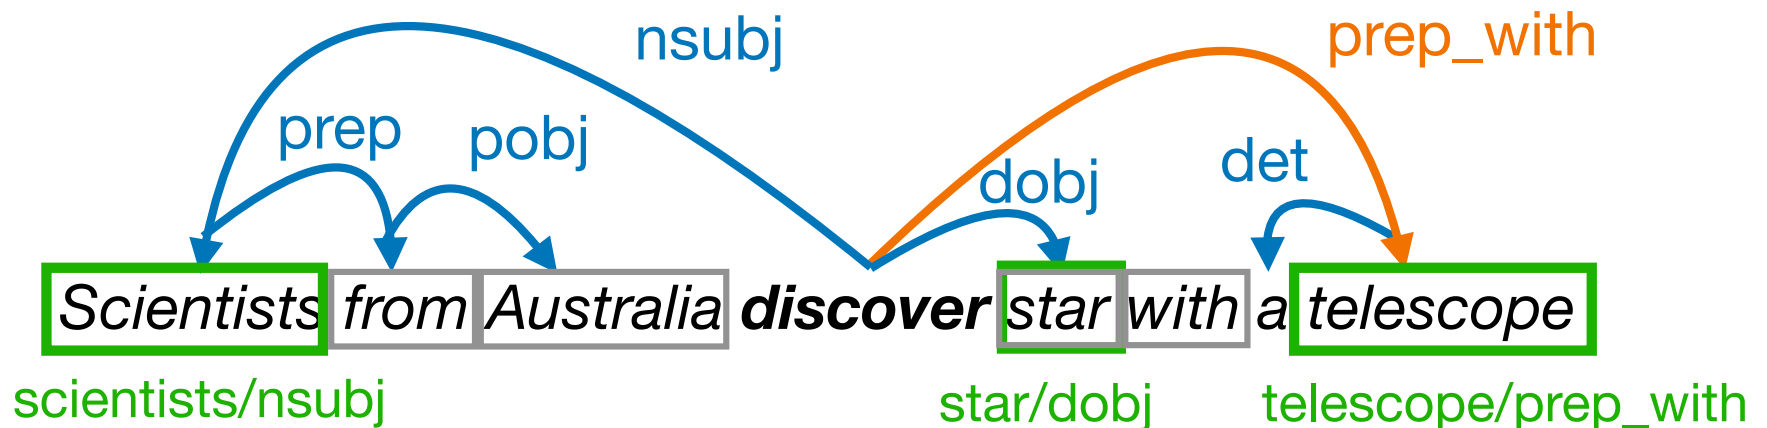 nsubj prep_with
prep pobj dobj det
Scientists from Australia discover star with a telescope
scientists/nsubj star/dobj telescope/prep_with